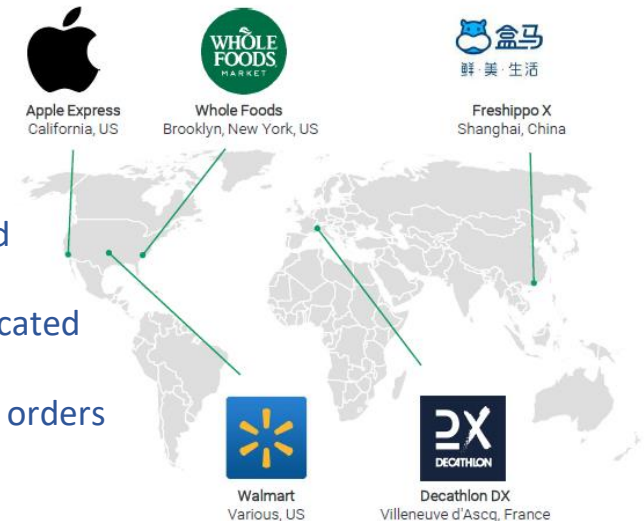 WHOLE
FOODS
MARKET
盒马
鲜·美·生活
Apple Express
California, US
Whole Foods
Brooklyn, New York, US
Freshippo X
Shanghai, China
d
cated
orders
DX
DECATHLON
Walmart
Various, US
Decathlon DX
Villeneuve d'Ascq, France